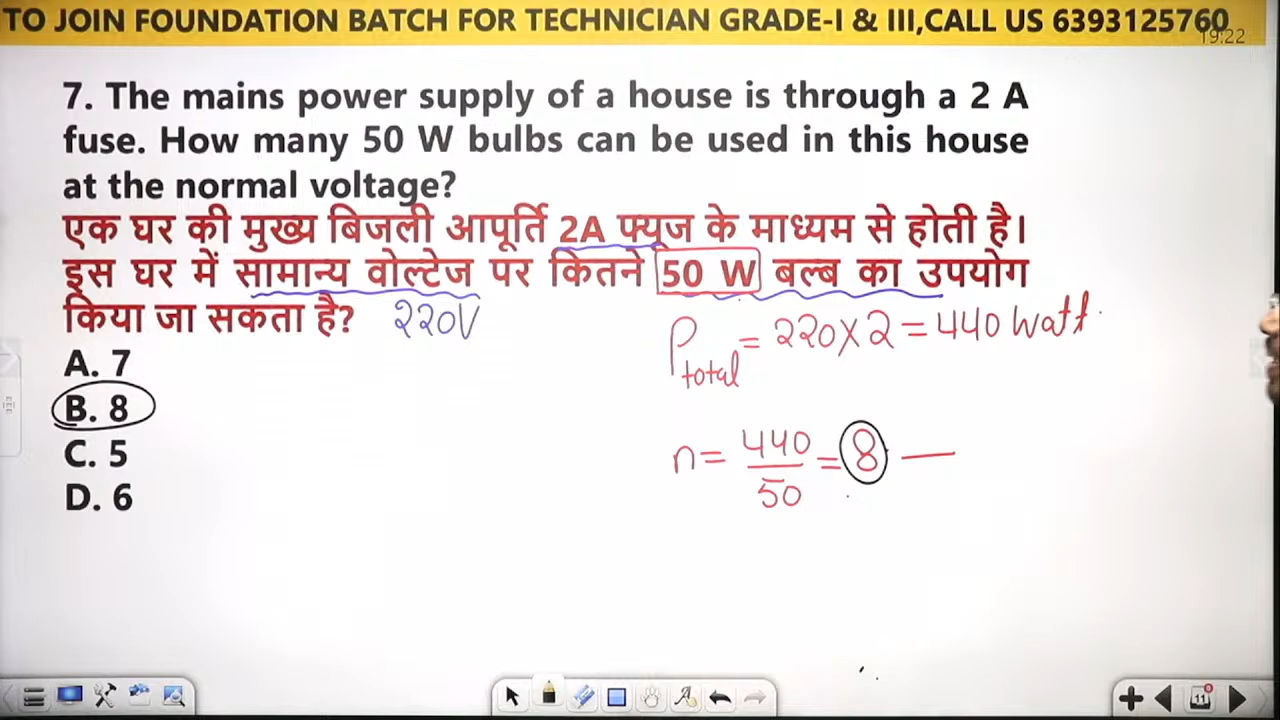 TO JOIN FOUNDATION BATCH FOR TECHNICIAN GRADE-I & III,CALL US 6393125760
19:22
7. The mains power supply of a house is through a 2 A
fuse. How many 50 W bulbs can be used in this house
at the normal voltage?
एक घर की मुख्य बिजली आपूर्ति 2A फ्यूज के माध्यम से होती है।
इस घर में सामान्य वोल्टेज पर कितने 50 W बल्ब का उपयोग
किया जा सकता है? 220V
P total = 220 X 2 = 440 Watt
A. 7
B. 8
n = 440/50 = 8
C. 5
D. 6
11